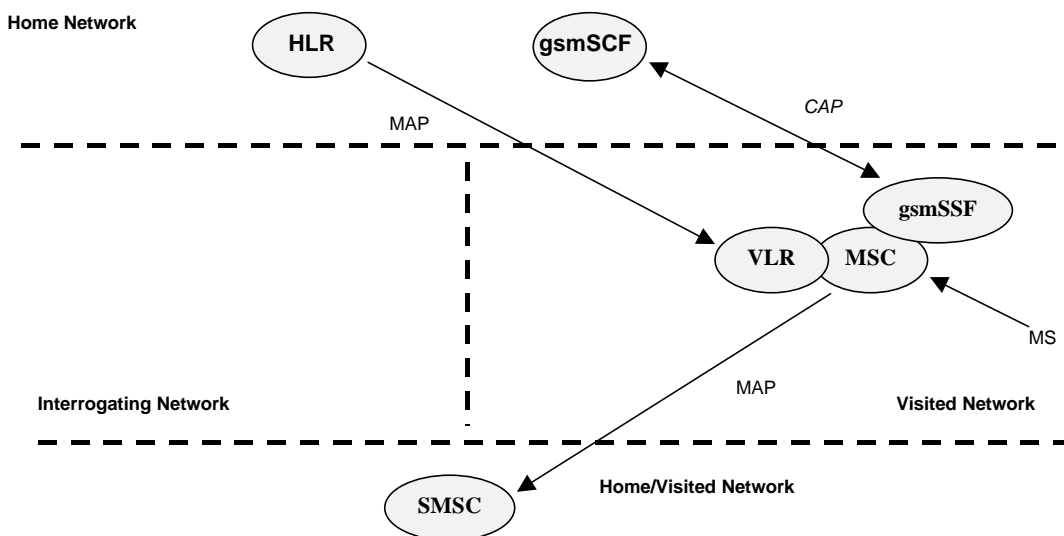 Home Network
HLR
gsmSCF
CAP
MAP
gsmSSF
VLR
MSC
MS
MAP
Interrogating Network
Visited Network
Home/Visited Network
SMSC